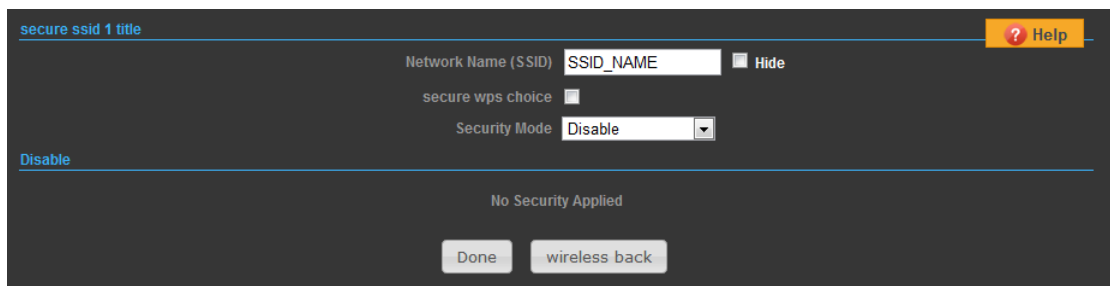 secure ssid 1 title
? Help
Network Name (SSID) SSID_NAME Hide
secure wps choice
Security Mode Disable
Disable
No Security Applied
Done wireless back